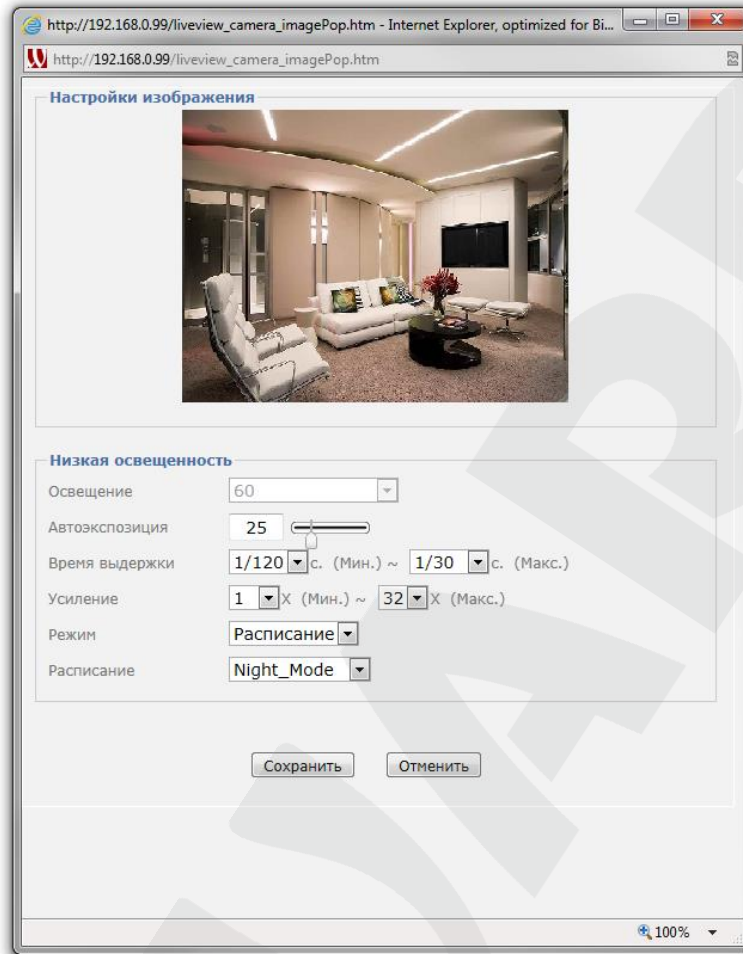 http://192.168.0.99/liveview_camera_imagePop.htm - Internet Explorer, optimized for Bi...
http://192.168.0.99/liveview_camera_imagePop.htm
Настройки изображения
Низкая освещенность
Освещение 60
Автоэкспозиция 25
Время выдержки 1/120 с. (Мин.) ~ 1/30 с. (Макс.)
Усиление 1 X (Мин.) ~ 32 X (Макс.)
Режим Расписание
Расписание Night_Mode
Сохранить Отменить
100%